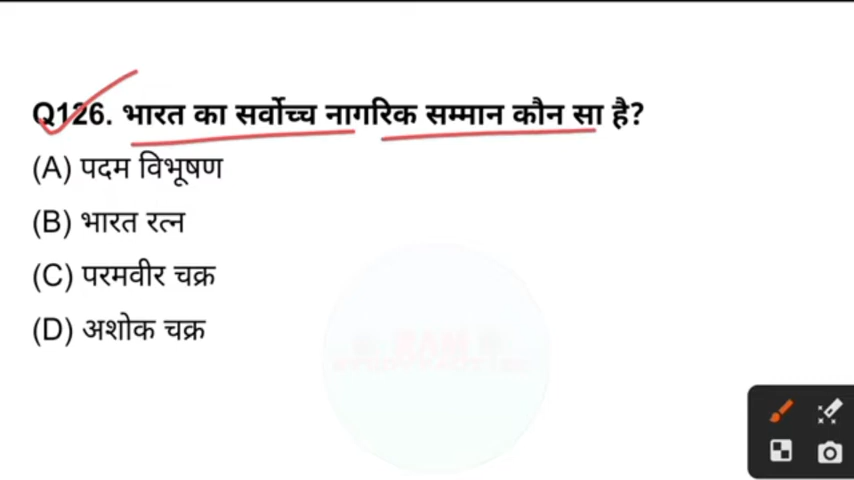 Q126. भारत का सर्वोच्च नागरिक सम्मान कौन सा है?
(A) पदम विभूषण
(B) भारत रत्न
(C) परमवीर चक्र
(D) अशोक चक्र